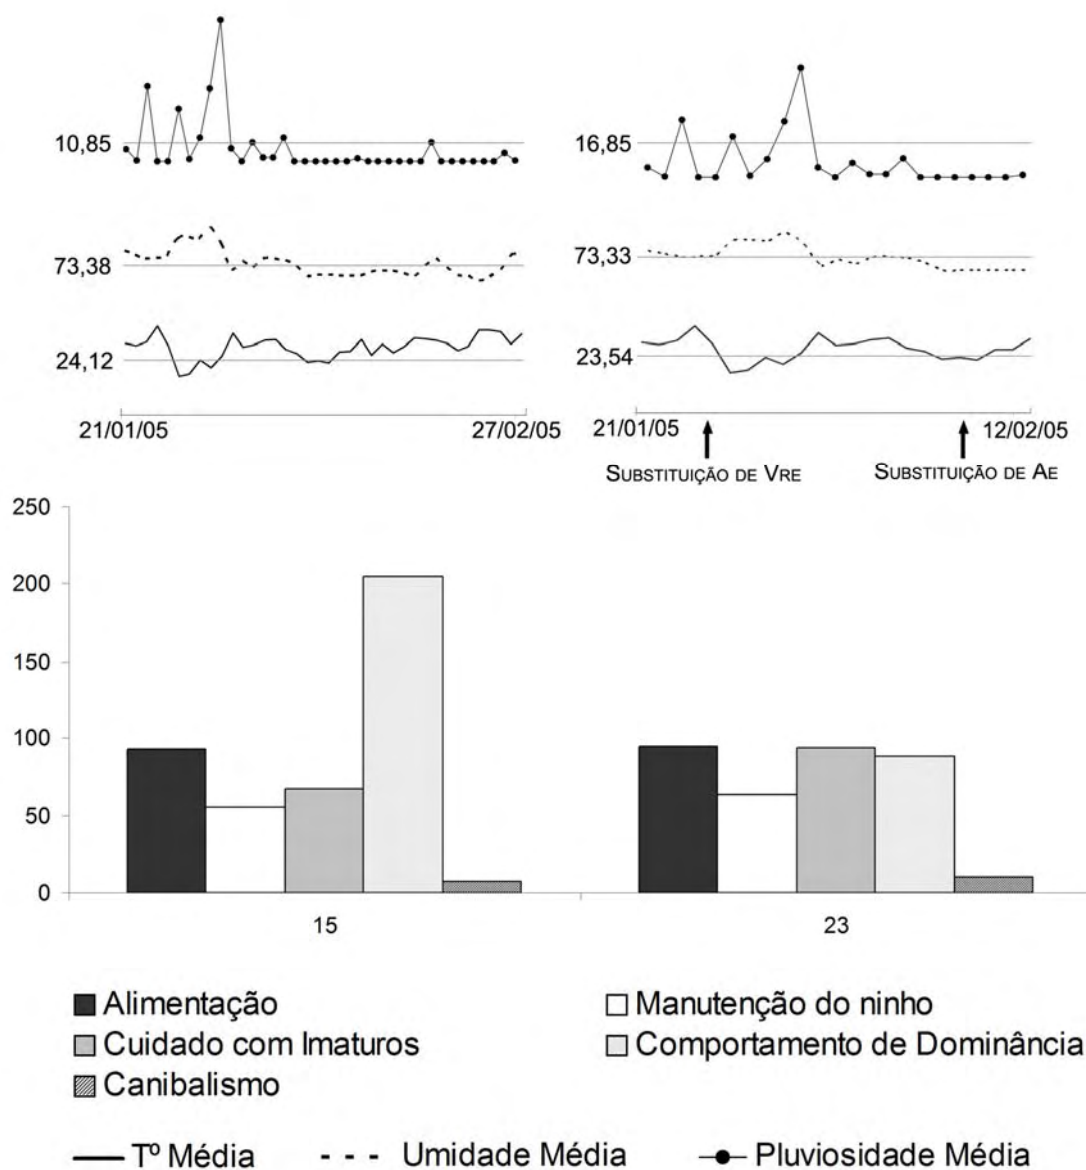 10,85 16,85
73,38 73,33
24,12 23,54
21/01/05 27/02/05 21/01/05 12/02/05
SUBSTITUIÇÃO DE VRE SUBSTITUIÇÃO DE AE
250
200
150
100
50
0
15 23
Alimentação Manutenção do ninho
Cuidado com Imaturos Comportamento de Dominância
Canibalismo
Tº Média Umidade Média Pluviosidade Média